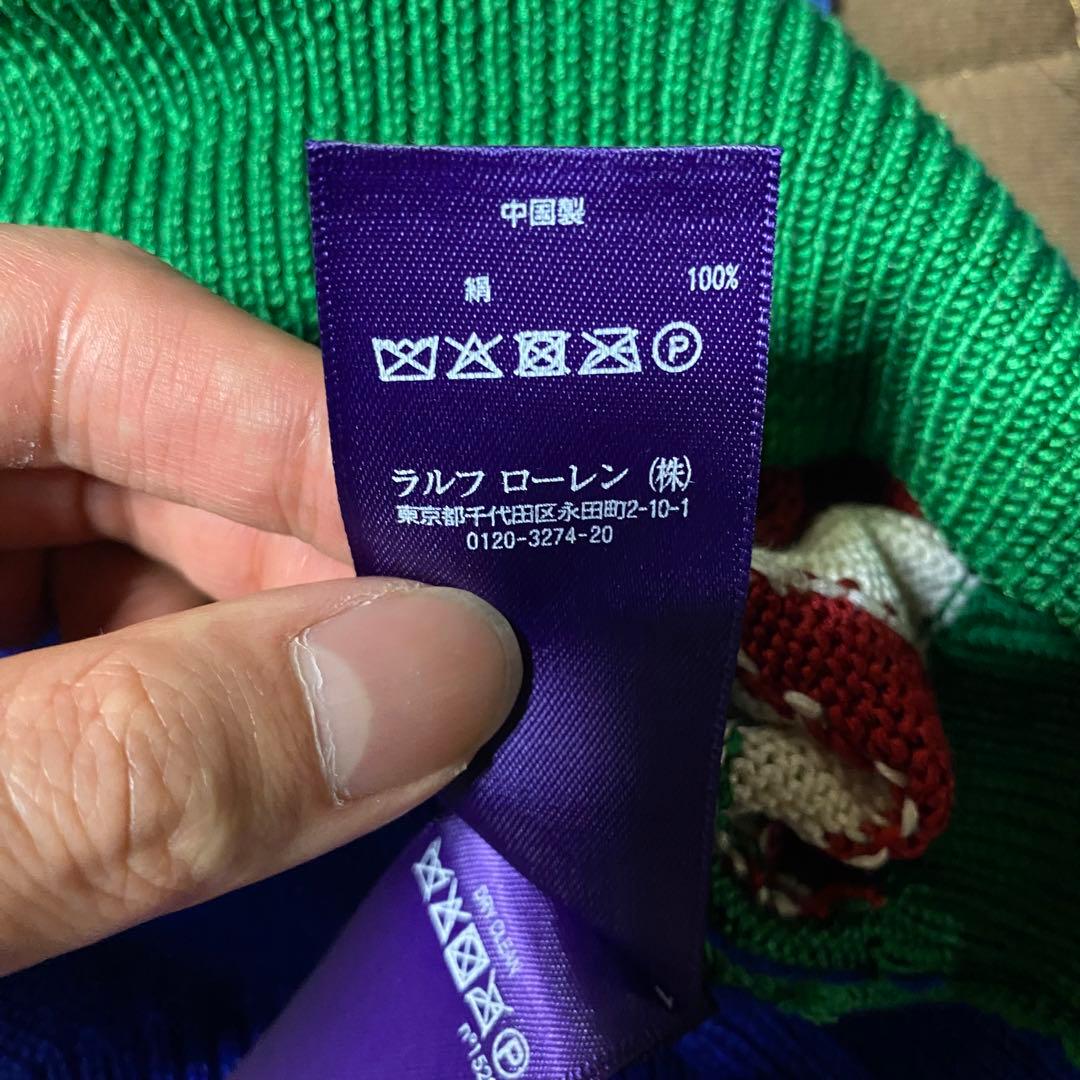 中国製
絹 100%
P
ラルフ ローレン (株)
東京都千代田区永田町2-10-1
0120-3274-20
DRY CLEAN
P